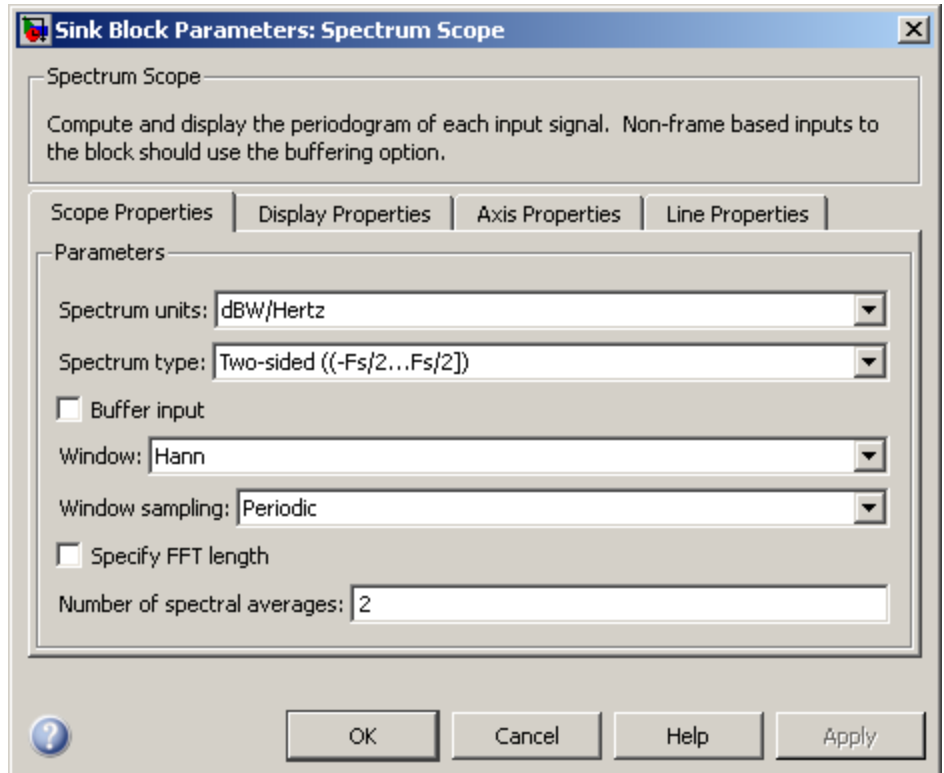 Sink Block Parameters: Spectrum Scope
Spectrum Scope
Compute and display the periodogram of each input signal. Non-frame based inputs to
the block should use the buffering option.
Scope Properties
Display Properties
Axis Properties
Line Properties
Parameters
Spectrum units: dBW/Hertz
Spectrum type: Two-sided ((-Fs/2...Fs/2])
Buffer input
Window: Hann
Window sampling: Periodic
Specify FFT length
Number of spectral averages: 2
?
OK
Cancel
Help
Apply